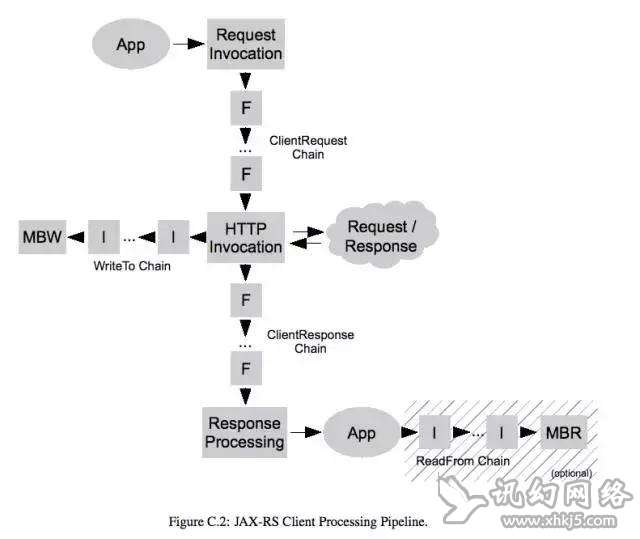 App
Request
Invocation
F
...
ClientRequest
Chain
F
MBW
I
...
I
HTTP
Invocation
Request /
Response
WriteTo Chain
F
...
ClientResponse
Chain
F
Response
Processing
App
I
...
I
MBR
ReadFrom Chain
(optional)
讯幻网络
www.xhkj5.com
Figure C.2: JAX-RS Client Processing Pipeline.